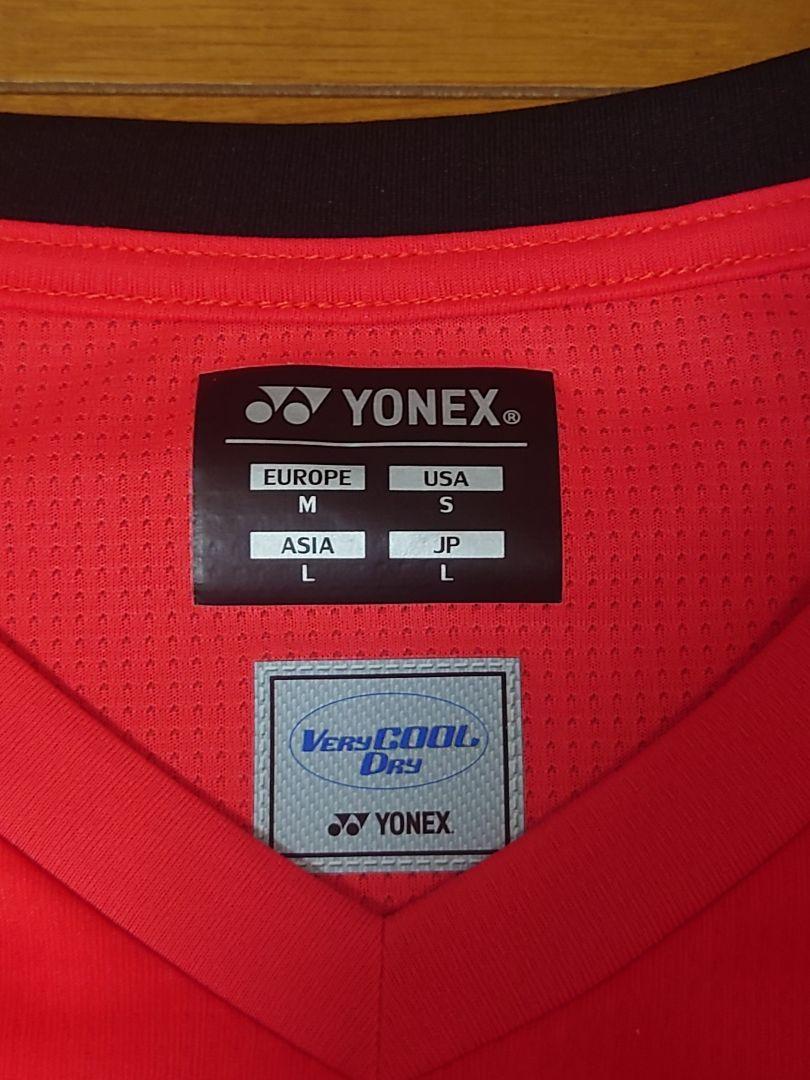 YONEX®
EUROPE USA
M S
ASIA JP
L L
VERY COOL
DRY
YONEX